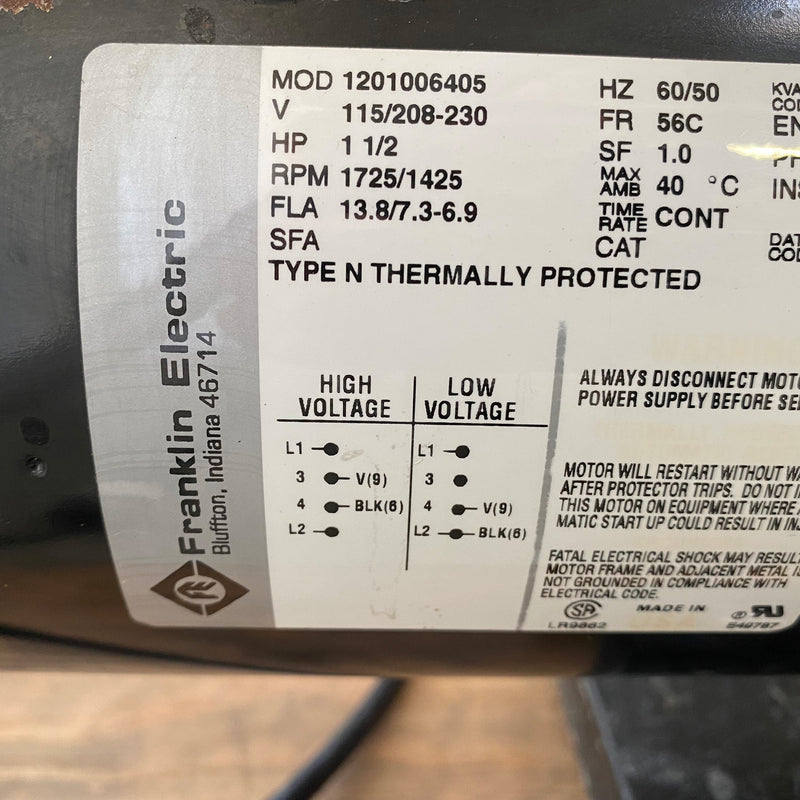 Franklin Electric
Bluffton, Indiana 46714
FE
MOD 1201006405
V 115/208-230
HP 1 1/2
RPM 1725/1425
FLA 13.8/7.3-6.9
SFA
TYPE N THERMALLY PROTECTED
HZ 60/50
FR 56C
SF 1.0
MAX AMB 40 °C
TIME RATE CONT
CAT
KVA
HIGH VOLTAGE
L1
3 V(9)
4 BLK(6)
L2
LOW VOLTAGE
L1
3
4 V(9)
L2 BLK(6)
ALWAYS DISCONNECT
POWER SUPPLY BEFORE
MOTOR WILL RESTART WITHOUT
AFTER PROTECTOR TRIPS. DO NOT
THIS MOTOR ON EQUIPMENT WHERE
MATIC START UP COULD RESULT IN
FATAL ELECTRICAL SHOCK MAY
MOTOR FRAME AND ADJACENT METAL
NOT GROUNDED IN COMPLIANCE WITH
ELECTRICAL CODE.
SA
MADE IN
LR9862